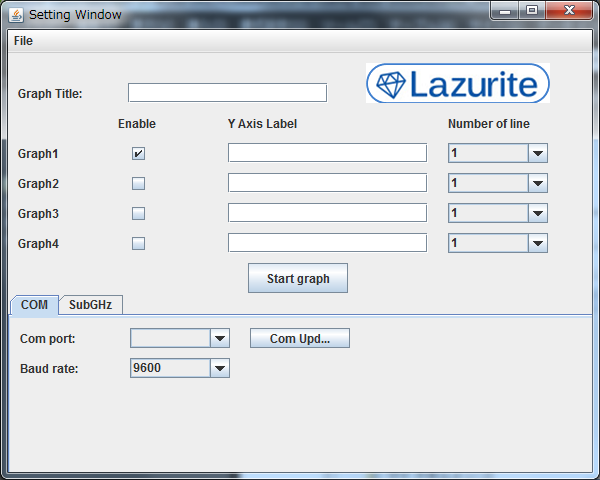 Setting Window
File
Graph Title:
Lazurite
Enable Y Axis Label Number of line
Graph1 1
Graph2 1
Graph3 1
Graph4 1
Start graph
COM SubGHz
Com port: Com Upd...
Baud rate: 9600